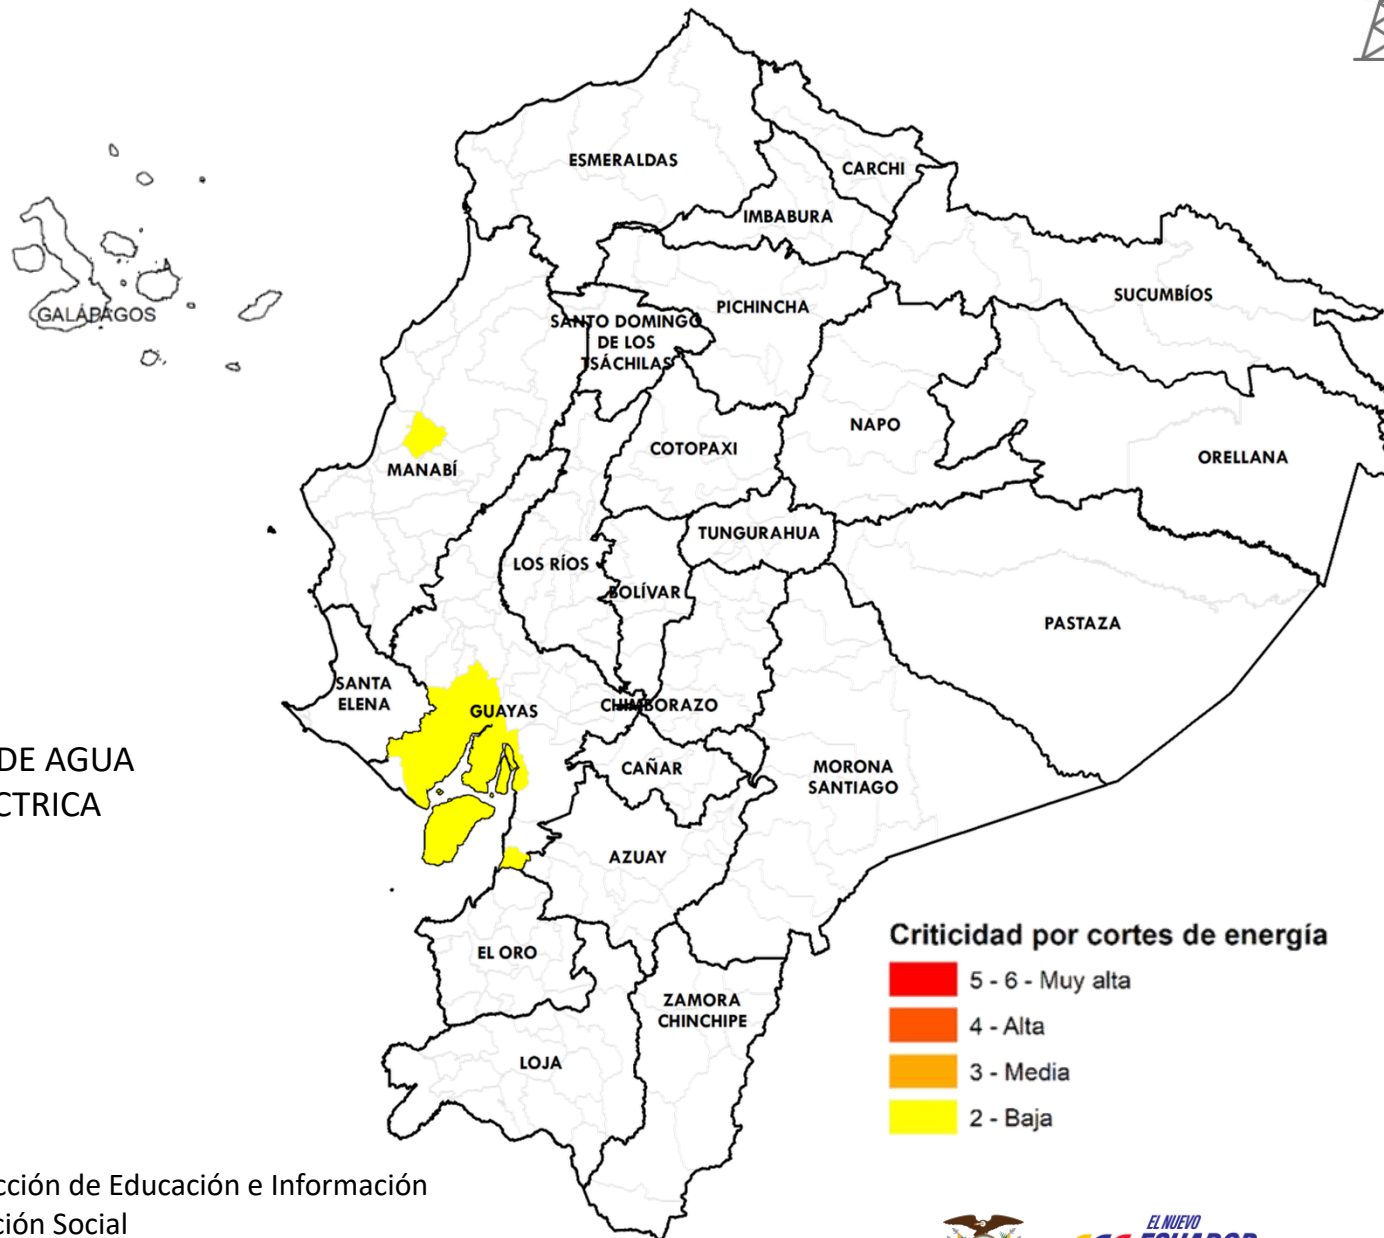 ESMERALDAS
CARCHI
IMBABURA
GALÁPAGOS
SUCUMBÍOS
PICHINCHA
SANTO DOMINGO
DE LOS
TSÁCHILAS
NAPO
COTOPAXI
ORELLANA
MANABÍ
TUNGURAHUA
LOS RÍOS
BOLÍVAR
PASTAZA
SANTA
ELENA
GUAYAS
CHIMBORAZO
DE AGUA
CTRICA
CAÑAR
MORONA
SANTIAGO
AZUAY
EL ORO
ZAMORA
CHINCHIPE
LOJA
Criticidad por cortes de energía
5 - 6 - Muy alta
4 - Alta
3 - Media
2 - Baja
cción de Educación e Información
ción Social
EL NUEVO
ECUADOR